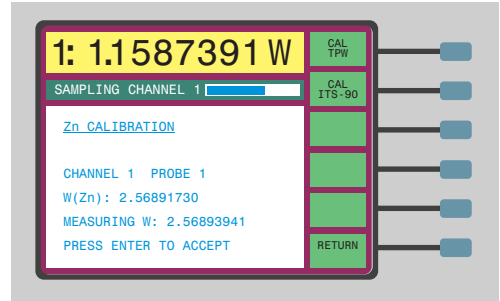 1: 1.1587391 W
SAMPLING CHANNEL 1
Zn CALIBRATION
CHANNEL 1 PROBE 1
W(Zn): 2.56891730
MEASURING W: 2.56893941
PRESS ENTER TO ACCEPT
CAL
TPW
CAL
ITS-90
RETURN